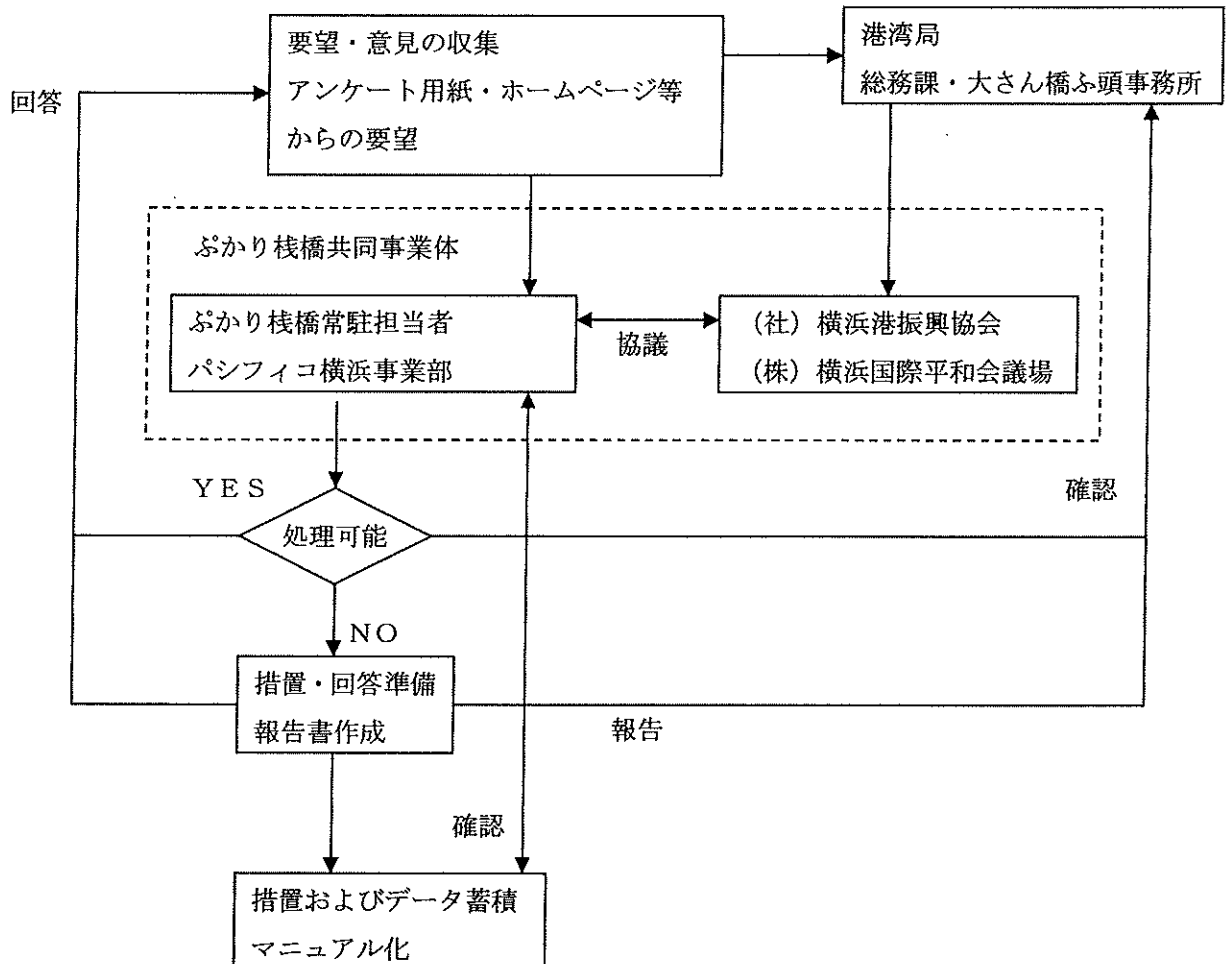 要望・意見の収集
アンケート用紙・ホームページ等
からの要望
港湾局
総務課・大さん橋ふ頭事務所
回答
ぷかり桟橋共同事業体
ぷかり桟橋常駐担当者
パシフィコ横浜事業部
協議
（社）横浜港振興協会
（株）横浜国際平和会議場
YES
確認
処理可能
NO
措置・回答準備
報告書作成
報告
確認
措置およびデータ蓄積
マニュアル化